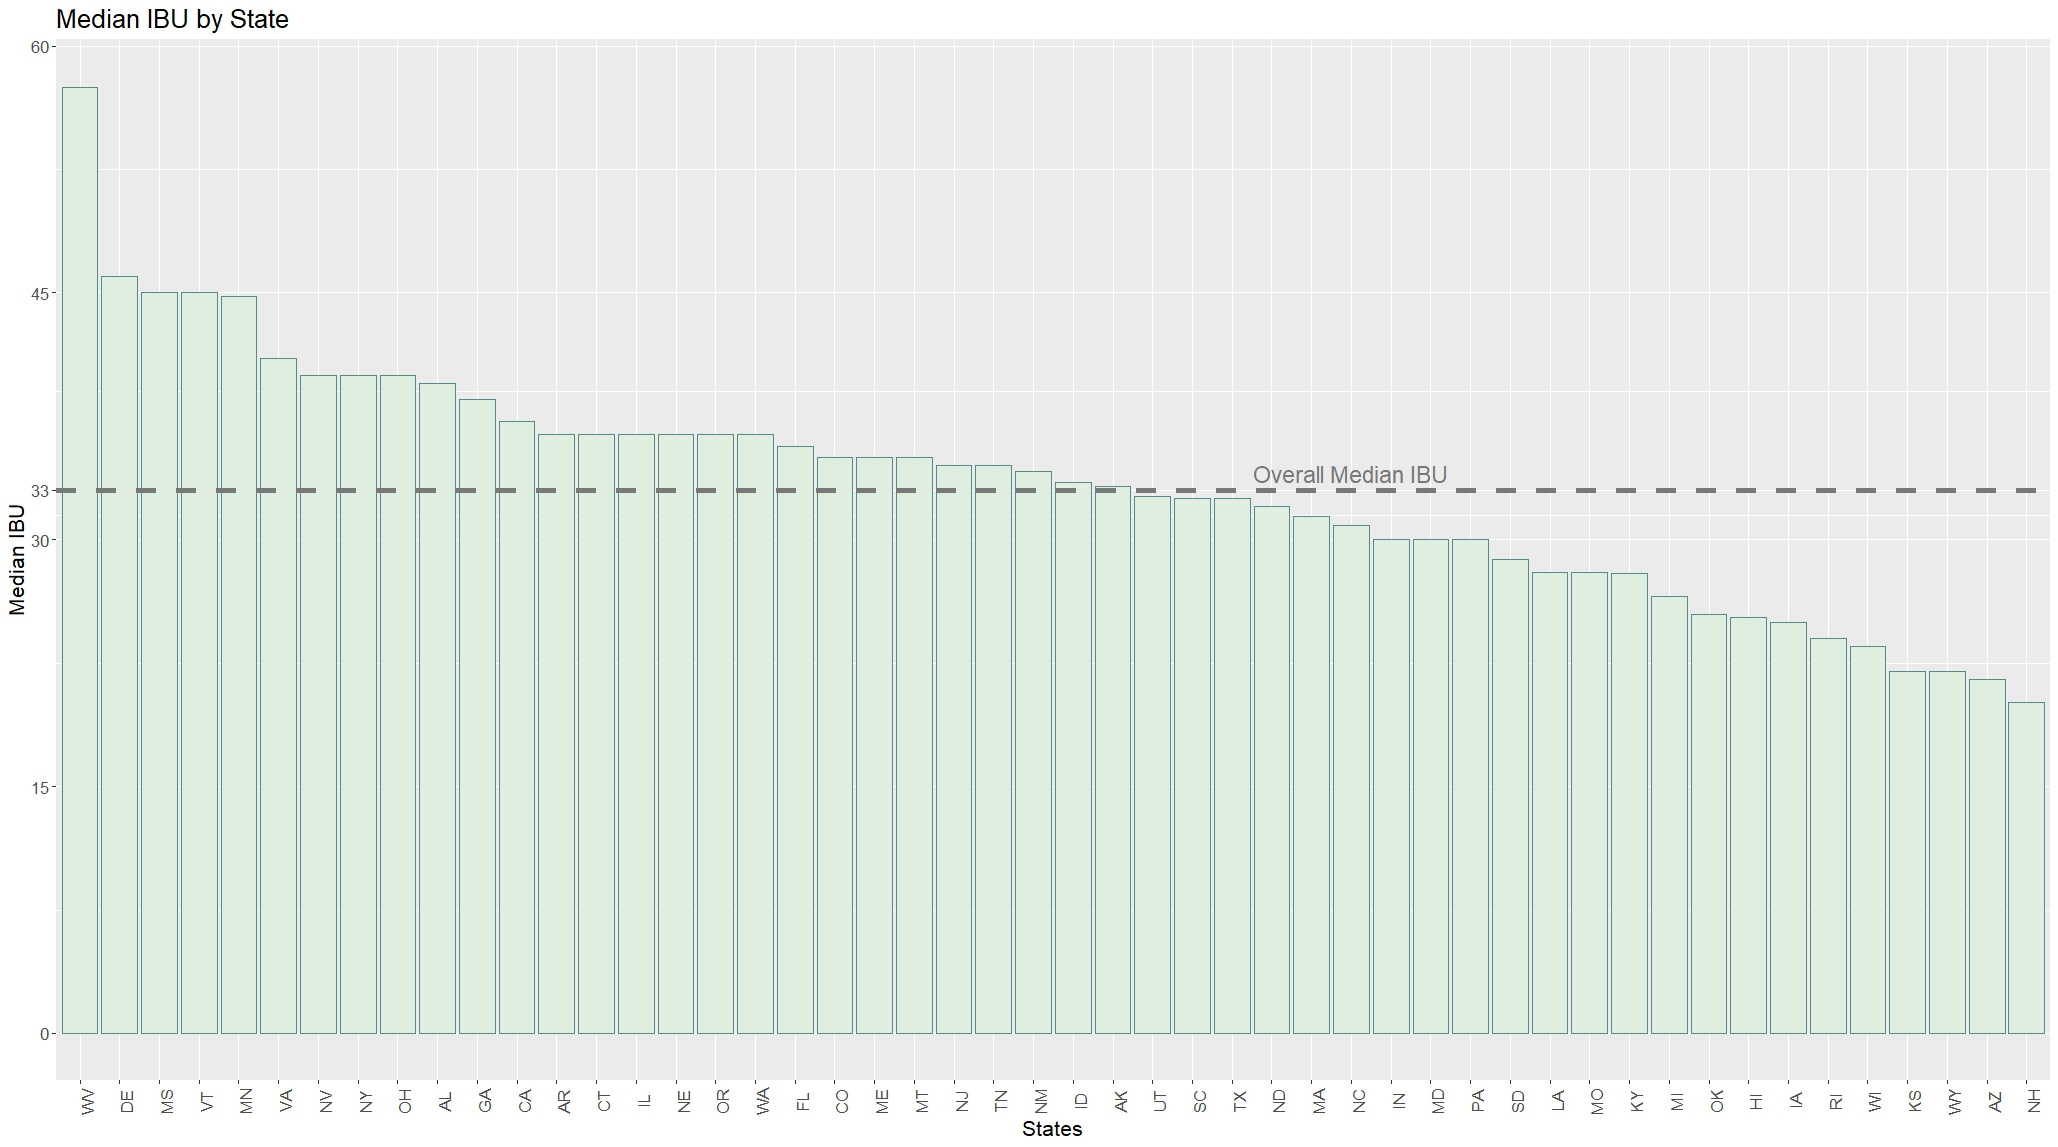 Median IBU by State
60
45
33
30
15
0
Median IBU
Overall Median IBU
WV DE MS VT MN VA NV NY OH AL GA CA AR CT IL NE OR WA FL CO ME MT NJ TN NM ID AK UT SC TX ND MA NC IN MD PA SD LA MO KY MI OK HI IA RI WI KS WY AZ NH
States